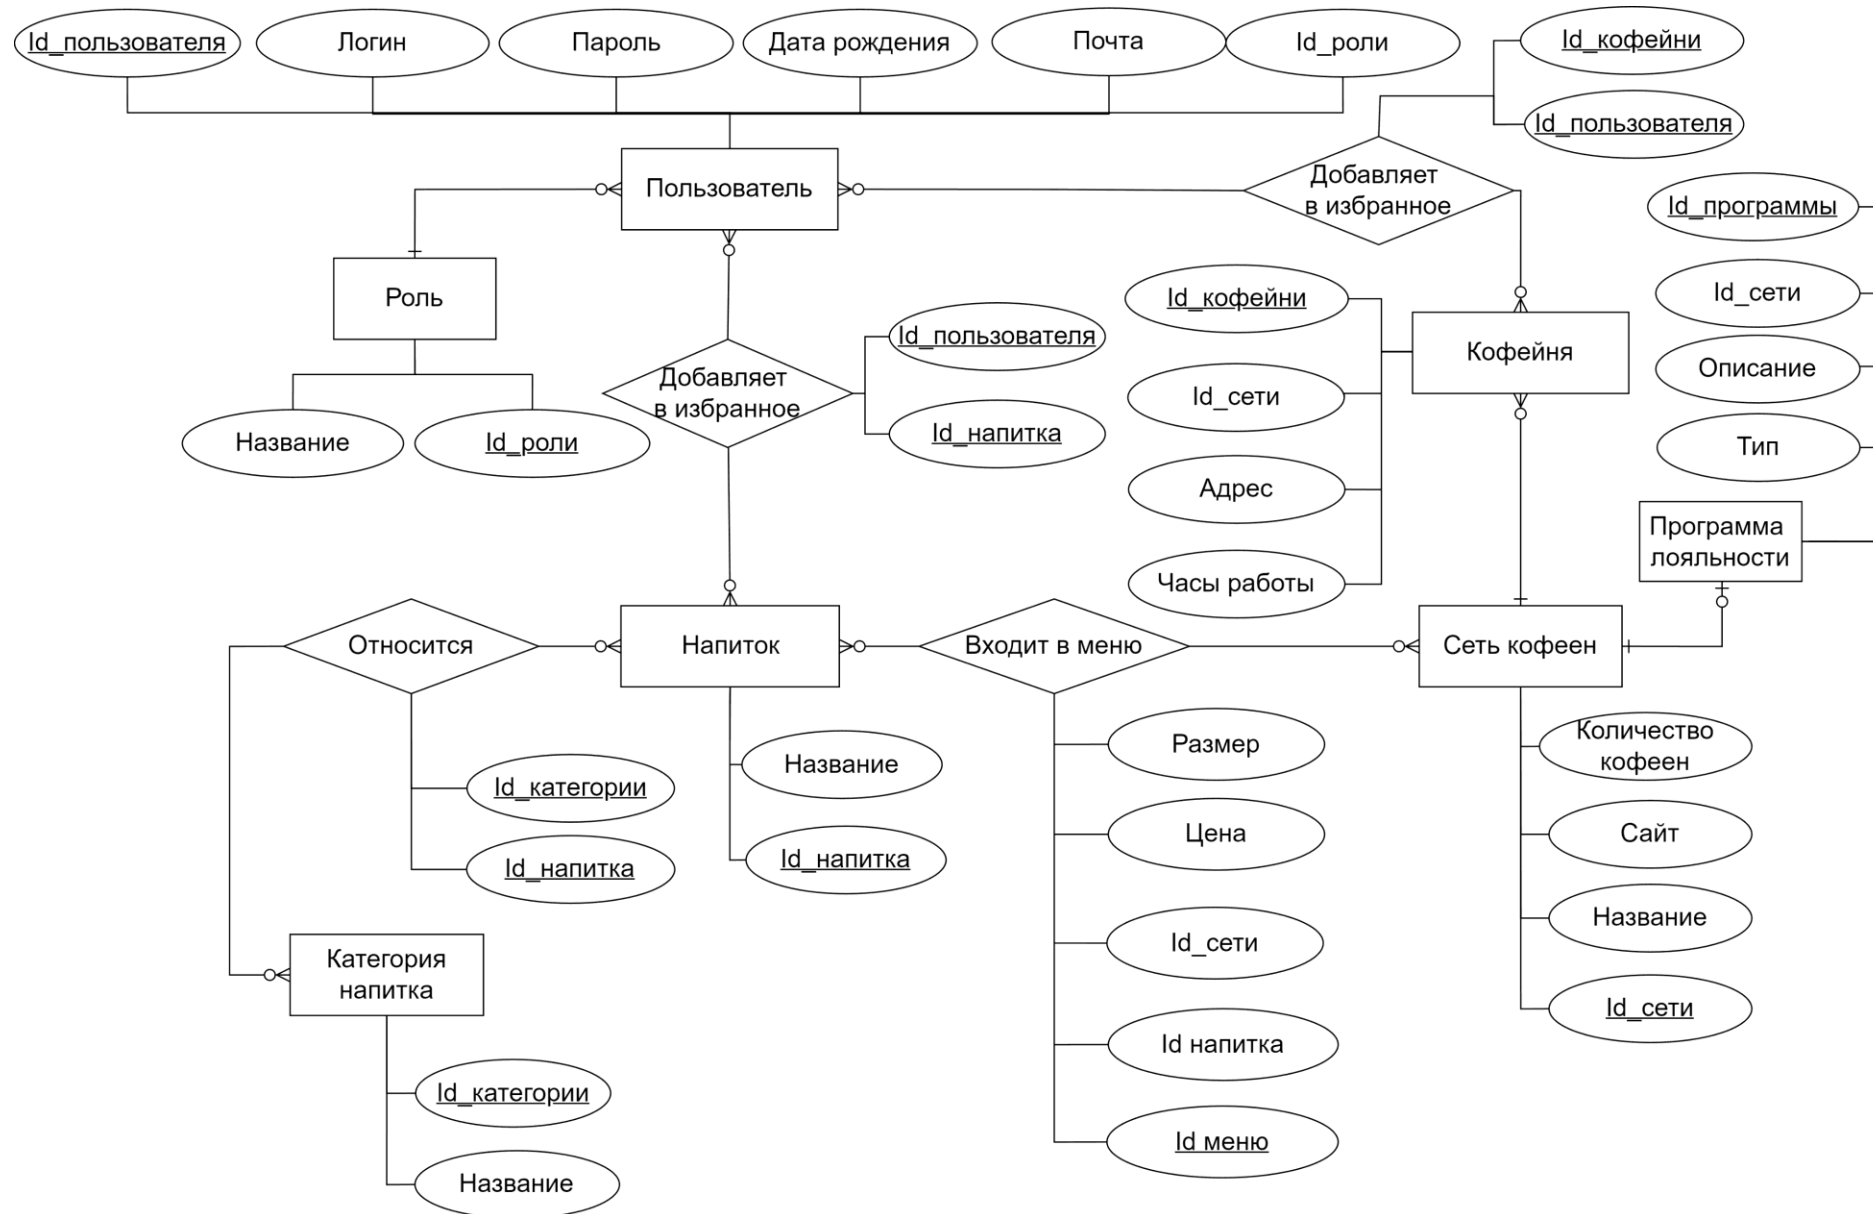 Id_пользователя
Логин
Пароль
Дата рождения
Почта
Id_роли
Id_кофейни
Id_пользователя
Пользователь
Добавляет
в избранное
Id_программы
Роль
Id_кофейни
Id_сети
Id_пользователя
Кофейня
Описание
Добавляет
в избранное
Id_сети
Название
Id_роли
Id_напитка
Тип
Адрес
Программа
лояльности
Часы работы
Относится
Напиток
Входит в меню
Сеть кофеен
Размер
Количество
кофеен
Название
Id_категории
Цена
Сайт
Id_напитка
Id_напитка
Название
Id_сети
Категория
напитка
Id_сети
Id напитка
Id_категории
Id меню
Название